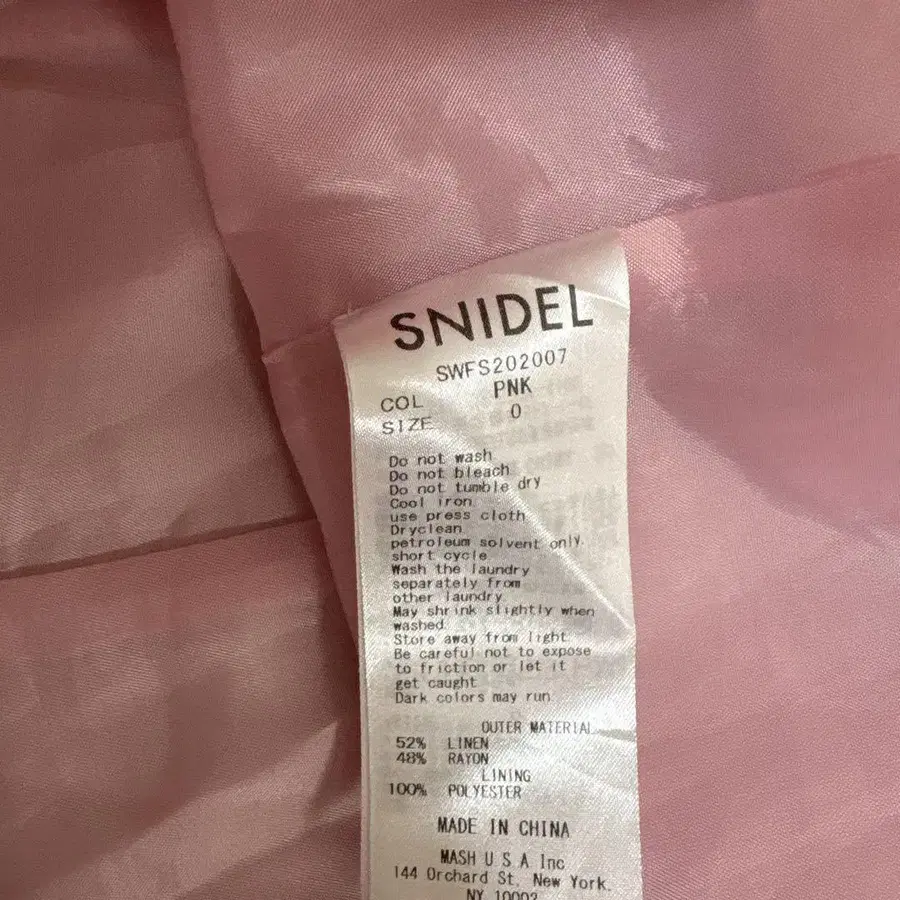 SNIDEL
SWFS202007
COL PNK
SIZE 0
Do not wash
Do not bleach
Do not tumble dry
Cool iron
use press cloth
Dryclean
petroleum solvent only.
short cycle
Wash the laundry
separately from
other laundry.
May shrink slightly when
washed.
Store away from light.
Be careful not to expose
to friction or let it
get caught
Dark colors may run.
OUTER MATERIAL
52% LINEN
48% RAYON
LINING
100% POLYESTER
MADE IN CHINA
MASH U S A Inc
144 Orchard St, New York,
NY 10002